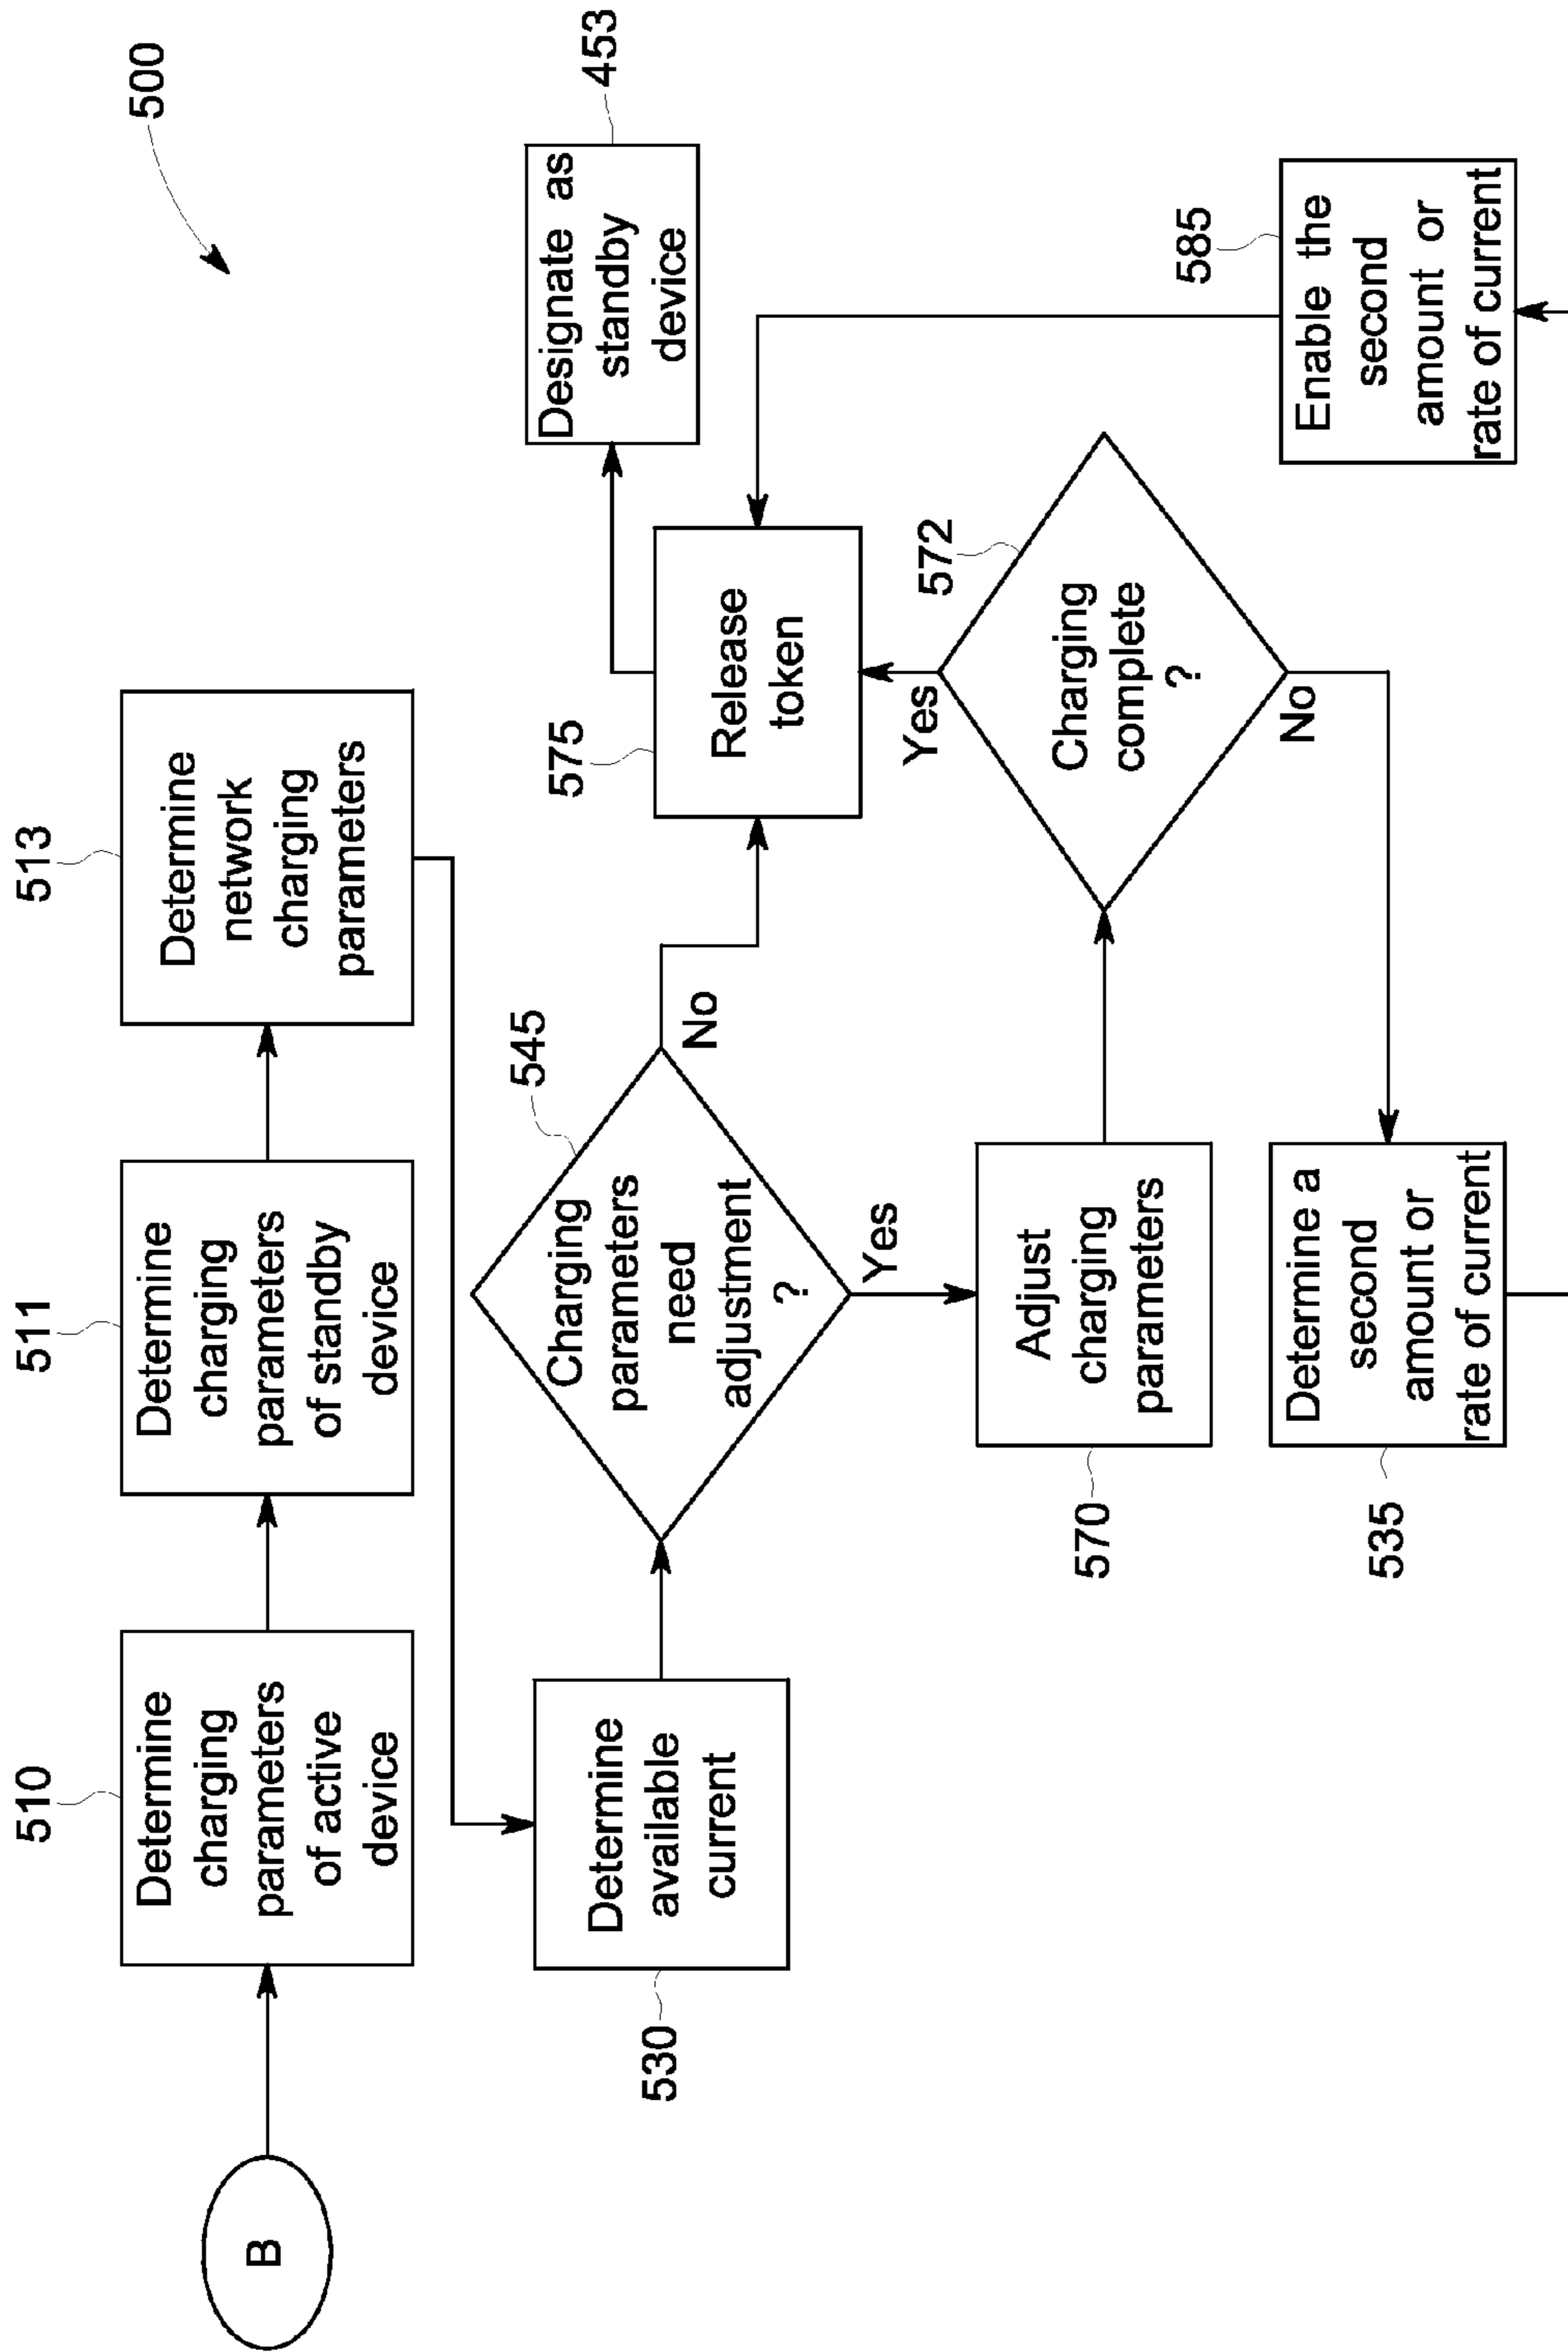 500
B
510
Determine
charging
parameters
of active
device
511
Determine
charging
parameters
of standby
device
513
Determine
network
charging
parameters
530
Determine
available
current
545
Charging
parameters
need
adjustment
?
No
Yes
575
Release
token
Designate as
standby
device
453
570
Adjust
charging
parameters
572
Charging
complete
?
Yes
No
535
Determine a
second
amount or
rate of current
585
Enable the
second
amount or
rate of current